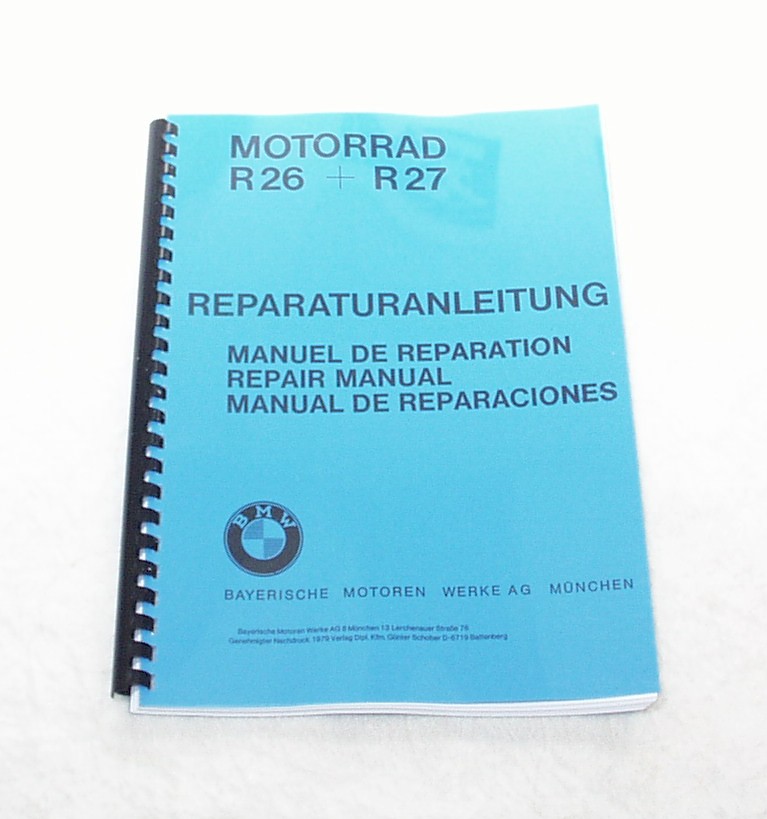 MOTORRAD
R26 + R27
REPARATURANLEITUNG
MANUEL DE REPARATION
REPAIR MANUAL
MANUAL DE REPARACIONES
BMW
BAYERISCHE MOTOREN WERKE AG MÜNCHEN
Bayerische Motoren Werke AG 8 München 13 Lerchenauer Straße 76
Genehmigter Nachdruck 1979 Verlag Dipl. Kfm. Günter Schober D-6719 Battenberg